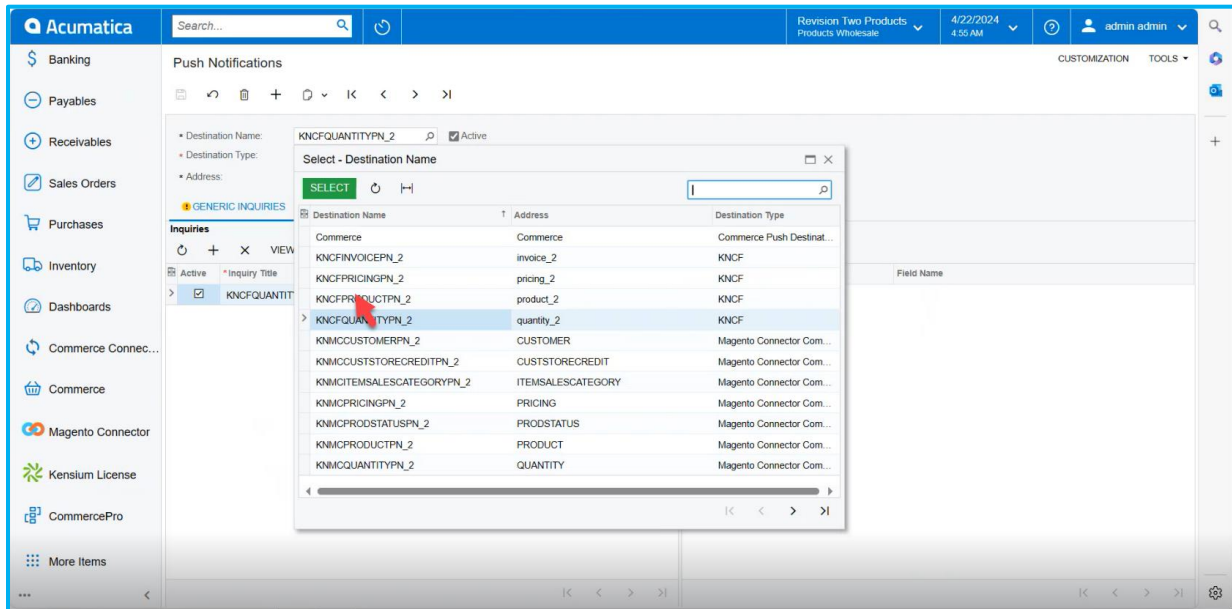 Acumatica
Search...
Revision Two Products
Products Wholesale
4/22/2024
4:55 AM
admin admin
Banking
Payables
Receivables
Sales Orders
Purchases
Inventory
Dashboards
Commerce Connec...
Commerce
Magento Connector
Kensium License
CommercePro
More Items
Push Notifications
CUSTOMIZATION TOOLS
Destination Name: KNCFQUANTITYPN_2 Active
Destination Type:
Address:
GENERIC INQUIRIES
Inquiries
VIEW
Active *Inquiry Title
KNCFQUANTIT
Field Name
Select - Destination Name
SELECT
Destination Name Address Destination Type
Commerce Commerce Commerce Push Destinat...
KNCFINVOICEPN_2 invoice_2 KNCF
KNCFPRICINGPN_2 pricing_2 KNCF
KNCFPRODUCTPN_2 product_2 KNCF
KNCFQUANTITYPN_2 quantity_2 KNCF
KNMCCUSTOMERPN_2 CUSTOMER Magento Connector Com...
KNMCCUSTSTORECREDITPN_2 CUSTSTORECREDIT Magento Connector Com...
KNMCITEMSALESCATEGORYPN_2 ITEMSALESCATEGORY Magento Connector Com...
KNMCPRICINGPN_2 PRICING Magento Connector Com...
KNMCPRODSTATUSPN_2 PRODSTATUS Magento Connector Com...
KNMCPRODUCTPN_2 PRODUCT Magento Connector Com...
KNMCQUANTITYPN_2 QUANTITY Magento Connector Com...